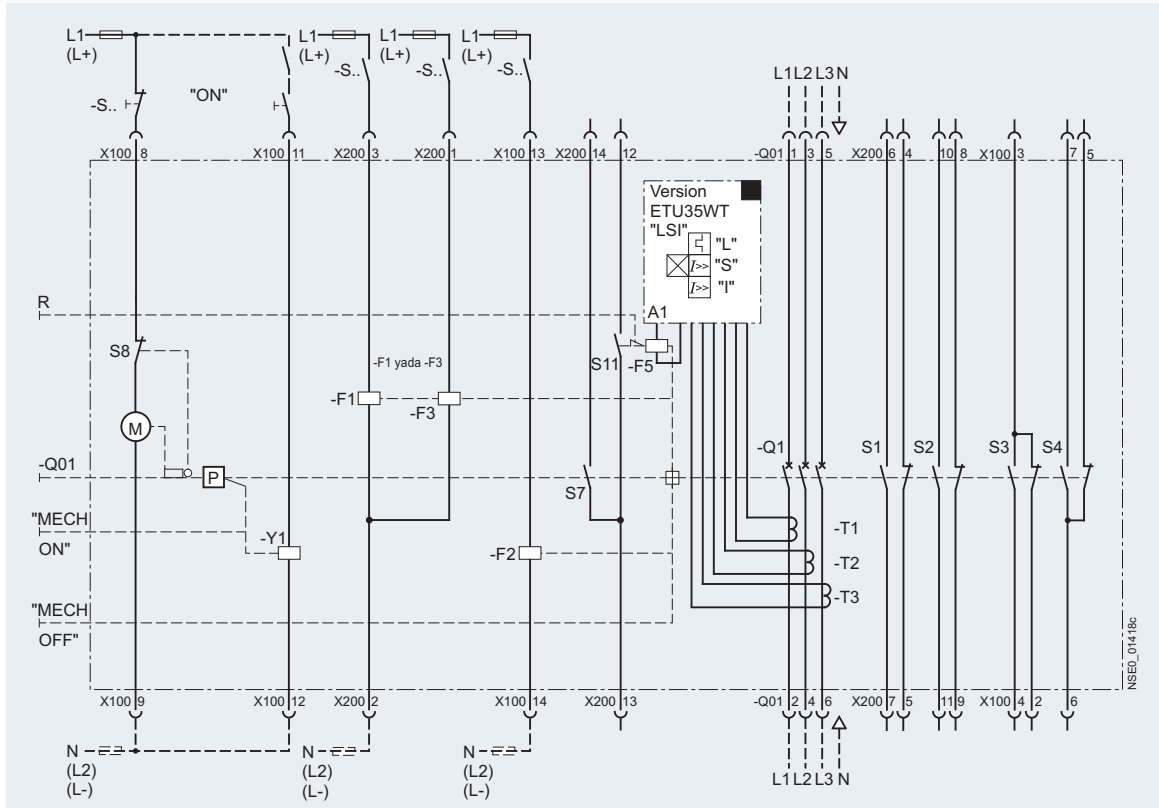 L1 L1 L1 L1
(L+) (L+) (L+) (L+)
-S.. "ON" -S.. -S.. -S..
L1 L2 L3 N
X100 8 X100 11 X200 3 X200 1 X100 13 X200 14 12 -Q01 1 3 5 X200 6 4 10 8 X100 3 7 5
Version
ETU35WT
"LSI"
"L"
I>> "S"
I>> "I"
A1
R
S8
-F1 yada -F3
S11 -F5
-F1 -F3
M
-Q01 P
S7
-Q1 S1 S2 S3 S4
"MECH
ON"
-Y1 -F2
-T1
-T2
-T3
"MECH
OFF"
NSE0_01418c
X100 9 X100 12 X200 2 X100 14 X200 13 -Q01 2 4 6 X200 7 5 11 9 X100 4 2 6
N N N
(L2) (L2) (L2)
(L-) (L-) (L-)
L1 L2 L3 N